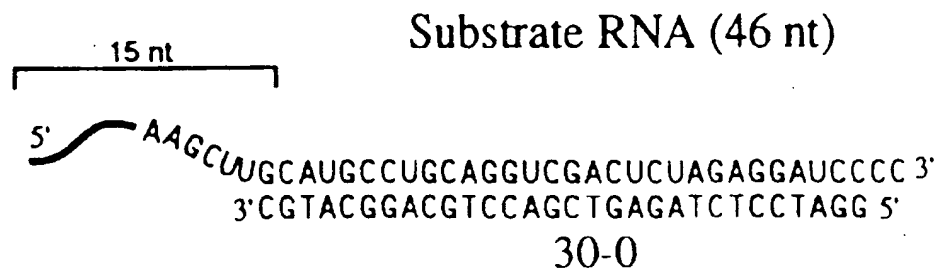 Substrate RNA (46 nt)
15 nt
5' AAGCUUGCAUGCCUGCAGGUCGACUCUAGAGGAUCCCC 3'
3' CGTACGGACGTCCAGCTGAGATCTCCTAGG 5'
30-0